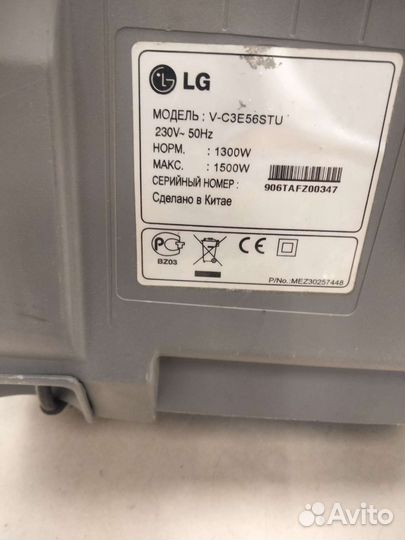 LG
МОДЕЛЬ : V-C3E56STU
230V~ 50Hz
НОРМ. : 1300W
МАКС. : 1500W
СЕРИЙНЫЙ НОМЕР :
906TAFZ00347
Сделано в Китае
BZ03
CE
P/No.:MEZ30257448
Avito